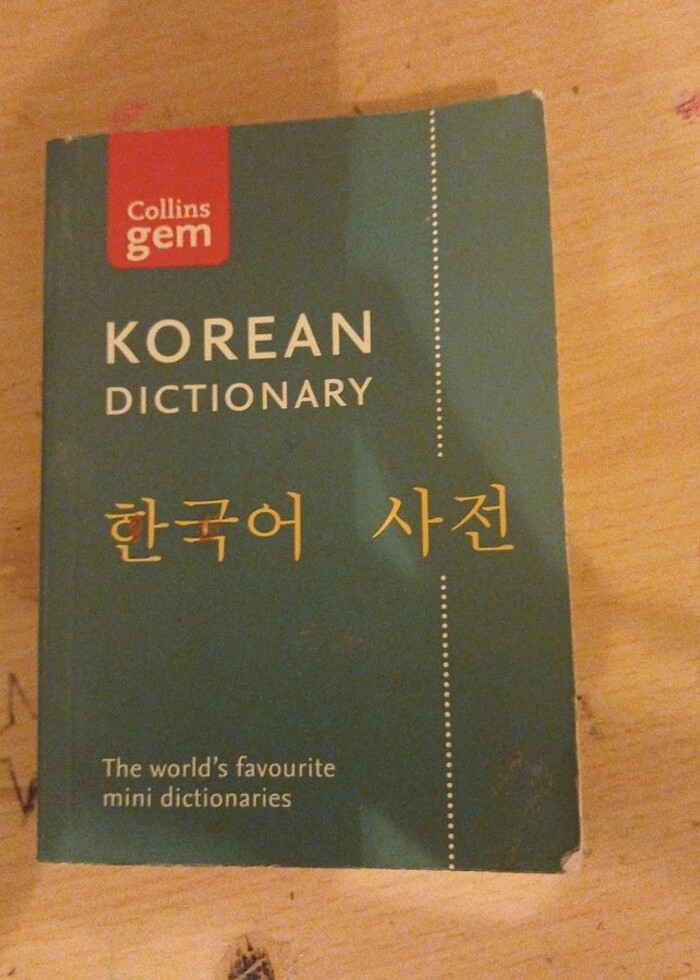 Collins
gem
KOREAN
DICTIONARY
한국어 사전
The world's favourite
mini dictionaries